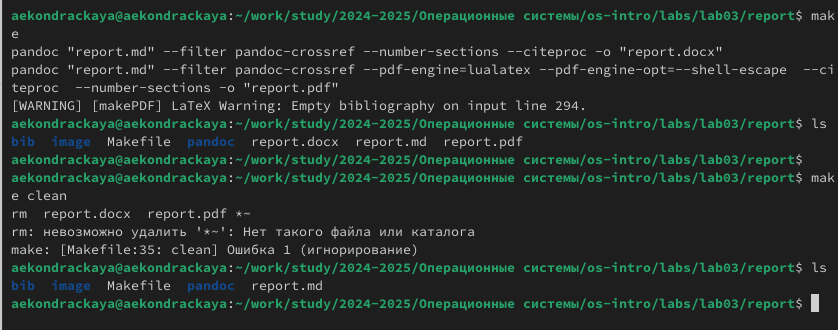 aekondrackaya@aekondrackaya:~/work/study/2024-2025/Операционные системы/os-intro/labs/lab03/report$ mak
e
pandoc "report.md" --filter pandoc-crossref --number-sections --citeproc -o "report.docx"
pandoc "report.md" --filter pandoc-crossref --pdf-engine=lualatex --pdf-engine-opt=--shell-escape  --ci
teproc  --number-sections -o "report.pdf"
[WARNING] [makePDF] LaTeX Warning: Empty bibliography on input line 294.
aekondrackaya@aekondrackaya:~/work/study/2024-2025/Операционные системы/os-intro/labs/lab03/report$ ls
bib  image  Makefile  pandoc  report.docx  report.md  report.pdf
aekondrackaya@aekondrackaya:~/work/study/2024-2025/Операционные системы/os-intro/labs/lab03/report$
aekondrackaya@aekondrackaya:~/work/study/2024-2025/Операционные системы/os-intro/labs/lab03/report$ mak
e clean
rm  report.docx  report.pdf *~
rm: невозможно удалить '*~': Нет такого файла или каталога
make: [Makefile:35: clean] Ошибка 1 (игнорирование)
aekondrackaya@aekondrackaya:~/work/study/2024-2025/Операционные системы/os-intro/labs/lab03/report$ ls
bib  image  Makefile  pandoc  report.md
aekondrackaya@aekondrackaya:~/work/study/2024-2025/Операционные системы/os-intro/labs/lab03/report$